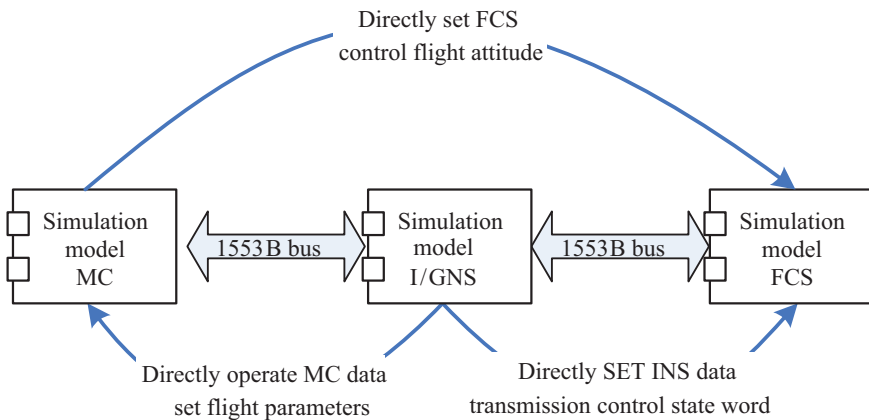 Directly set FCS
control flight attitude
Simulation
model
MC
1553B bus
Simulation
model
I/GNS
1553B bus
Simulation
model
FCS
Directly operate MC data
set flight parameters
Directly SET INS data
transmission control state word